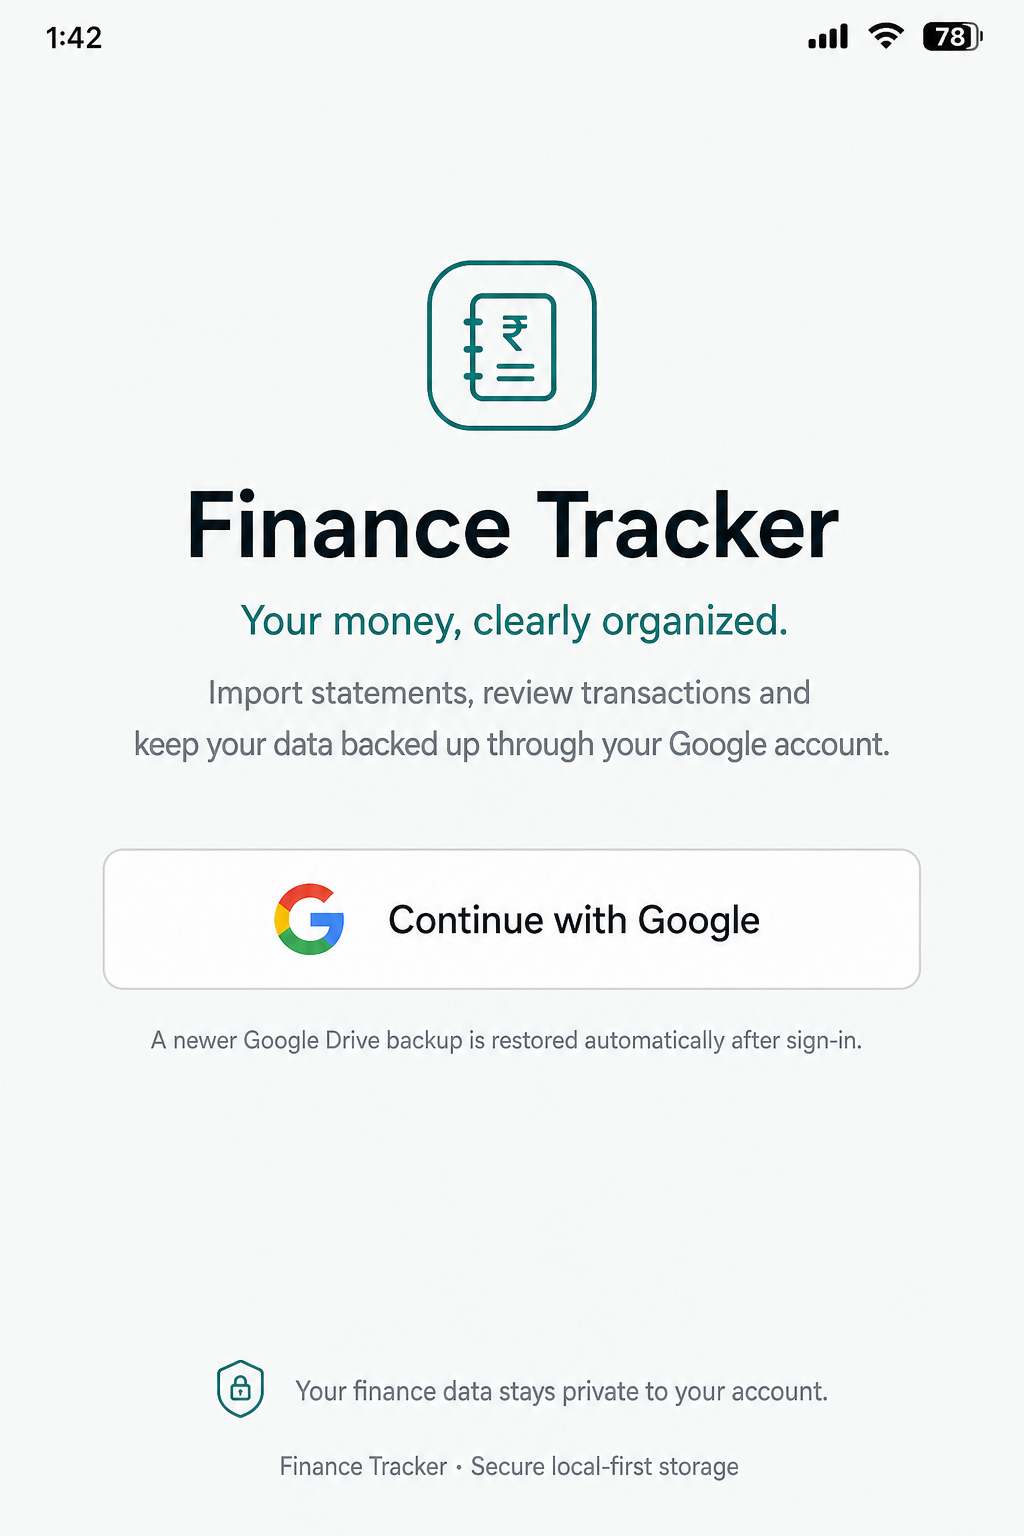 1:42
78
₹
Finance Tracker
Your money, clearly organized.
Import statements, review transactions and
keep your data backed up through your Google account.
G Continue with Google
A newer Google Drive backup is restored automatically after sign-in.
Your finance data stays private to your account.
Finance Tracker • Secure local-first storage